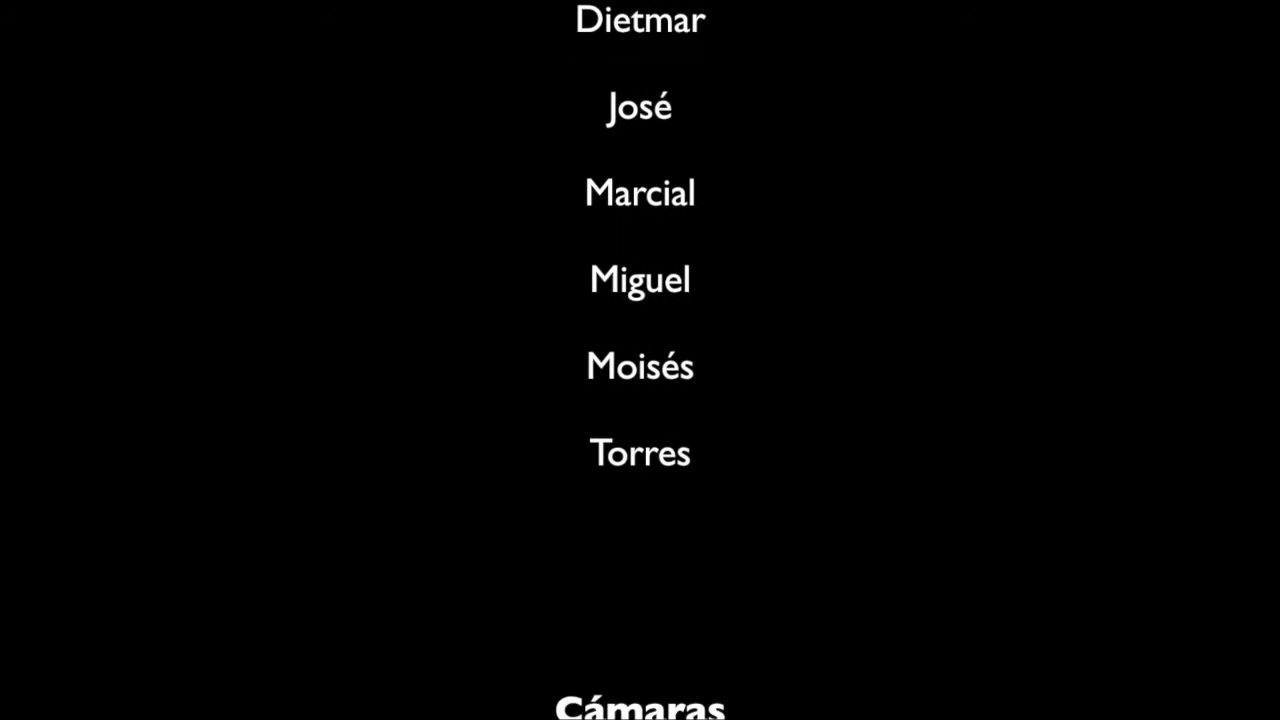 Dietmar
José
Marcial
Miguel
Moisés
Torres
Cámaras